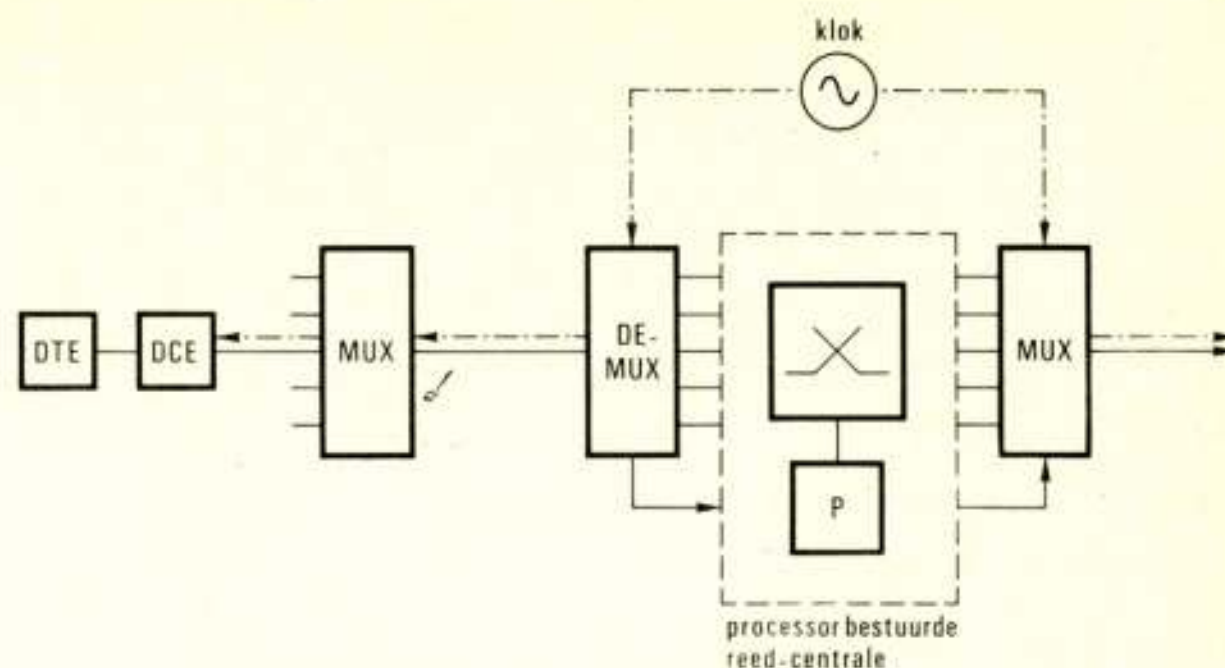 klok
DTE
DCE
MUX
DE-
MUX
MUX
P
processor bestuurde
reed-centrale